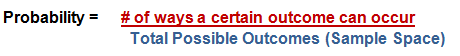 Probability = # of ways a certain outcome can occur
Total Possible Outcomes (Sample Space)